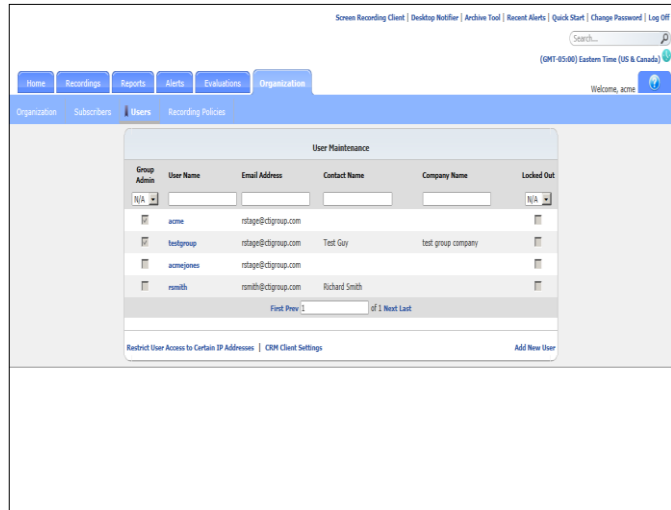 Screen Recording Client | Desktop Notifier | Archive Tool | Recent Alerts | Quick Start | Change Password | Log Off
Search...
(GMT-05:00) Eastern Time (US & Canada)
Home Recordings Reports Alerts Evaluations Organization
Welcome, acme
Organization Subscribers Users Recording Policies
User Maintenance
Group Admin User Name Email Address Contact Name Company Name Locked Out
N/A N/A
acme rstage@ctigroup.com
testgroup rstage@ctigroup.com Test Guy test group company
acmejones rstage@ctigroup.com
rsmith rsmith@ctigroup.com Richard Smith
First Prev 1 of 1 Next Last
Restrict User Access to Certain IP Addresses | CRM Client Settings Add New User